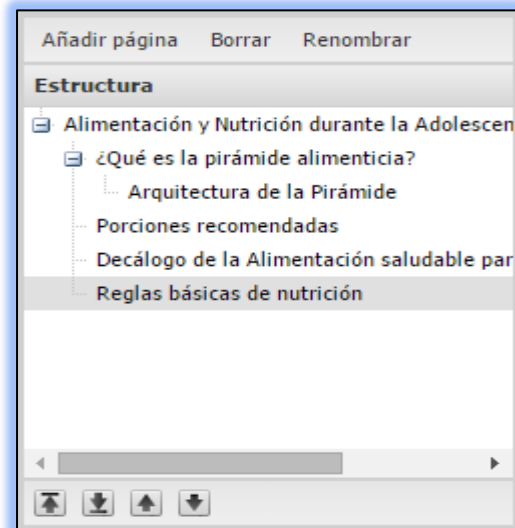 Añadir página Borrar Renombrar
Estructura
Alimentación y Nutrición durante la Adolescen
¿Qué es la pirámide alimenticia?
Arquitectura de la Pirámide
Porciones recomendadas
Decálogo de la Alimentación saludable par
Reglas básicas de nutrición